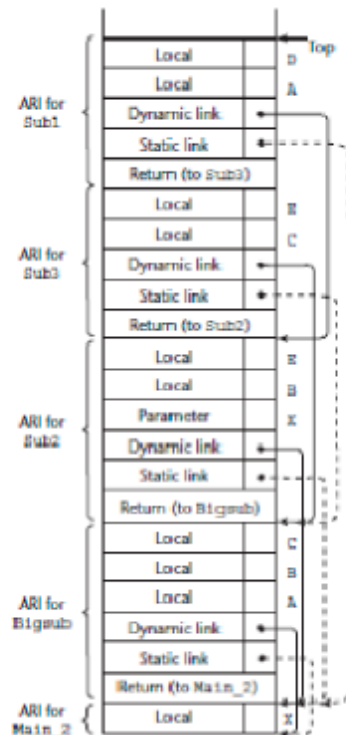 Top
Local D
Local A
ARI for Sub1
Dynamic link
Static link
Return (to Sub3)
Local E
Local C
ARI for Sub3
Dynamic link
Static link
Return (to Sub2)
Local E
Local B
Parameter X
ARI for Sub2
Dynamic link
Static link
Return (to Bigsub)
Local C
Local B
Local A
ARI for Bigsub
Dynamic link
Static link
Return (to Main_2)
ARI for Main_2
Local X